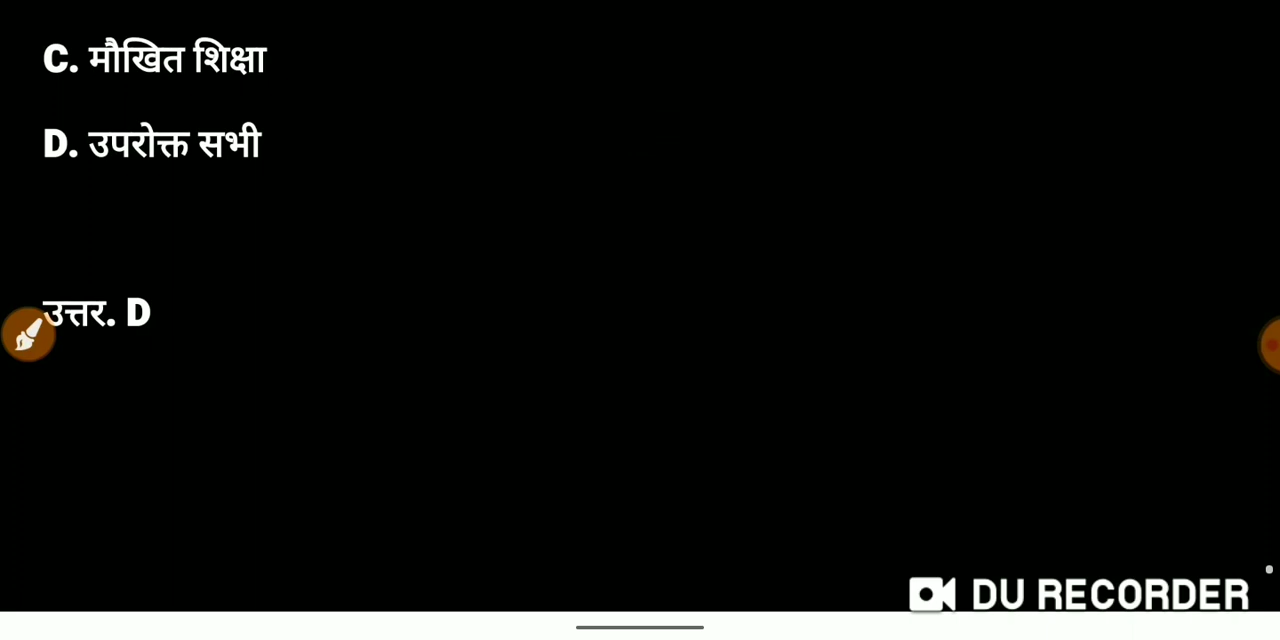 C. मौखित शिक्षा
D. उपरोक्त सभी
उत्तर. D
DU RECORDER